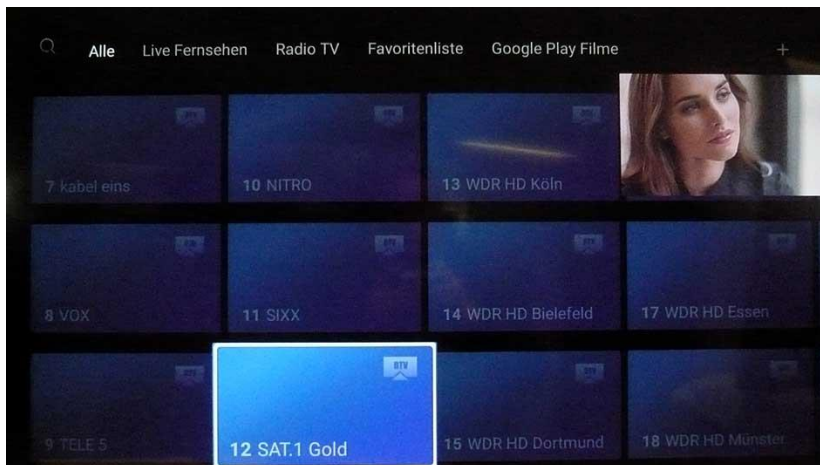 Alle Live Fernsehen Radio TV Favoritenliste Google Play Filme +
7 kabel eins
10 NITRO
13 WDR HD Köln
8 VOX
11 SIXX
14 WDR HD Bielefeld
17 WDR HD Essen
9 TELE 5
DTV
12 SAT.1 Gold
15 WDR HD Dortmund
18 WDR HD Münster